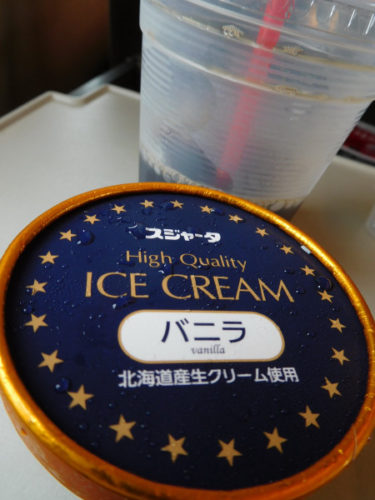 スジャータ
High Quality
ICE CREAM
バニラ
vanilla
北海道産生クリーム使用